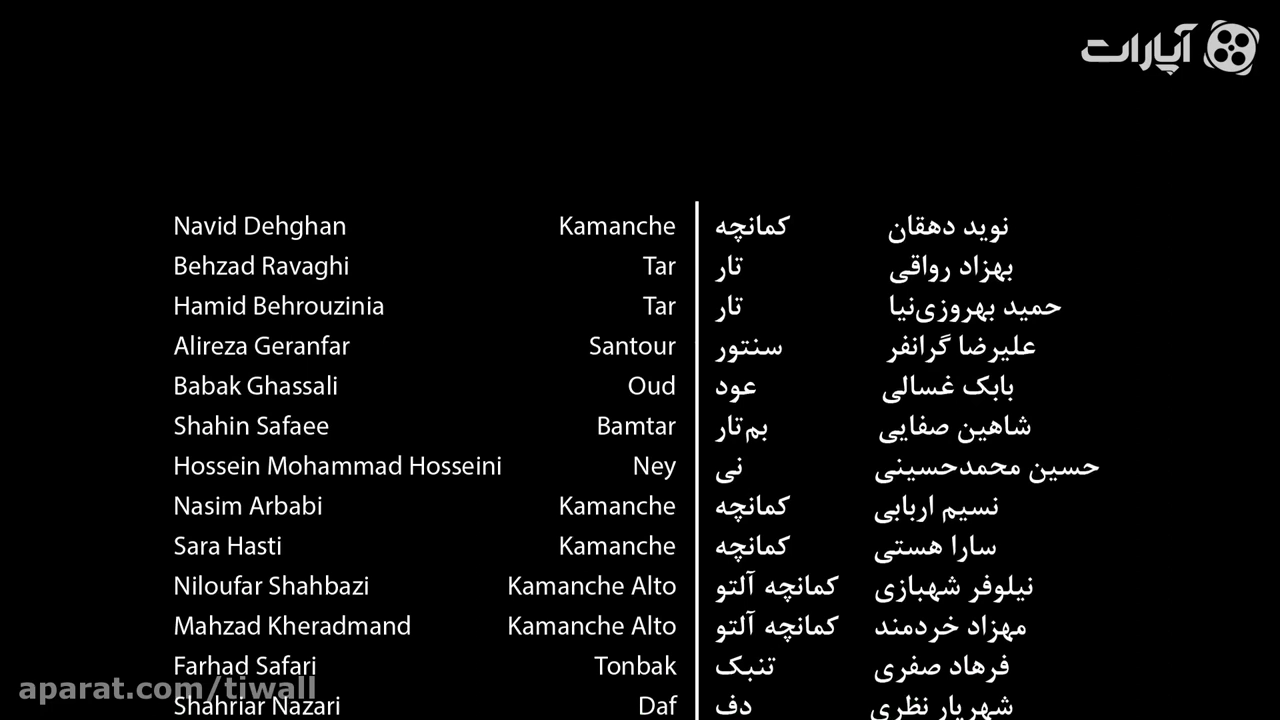 آپارات
Navid Dehghan Kamanche کمانچه نوید دهقان
Behzad Ravaghi Tar تار بهزاد رواقی
Hamid Behrouzinia Tar تار حمید بهروزی‌نیا
Alireza Geranfar Santour سنتور علیرضا گرانفر
Babak Ghassali Oud عود بابک غسالی
Shahin Safaee Bamtar بم‌تار شاهین صفایی
Hossein Mohammad Hosseini Ney نی حسین محمدحسینی
Nasim Arbabi Kamanche کمانچه نسیم اربابی
Sara Hasti Kamanche کمانچه سارا هستی
Niloufar Shahbazi Kamanche Alto کمانچه آلتو نیلوفر شهبازی
Mahzad Kheradmand Kamanche Alto کمانچه آلتو مهزاد خردمند
Farhad Safari Tonbak تنبک فرهاد صفری
aparat.com/tiwall
Shahriar Nazari Daf دف شهریار نظری